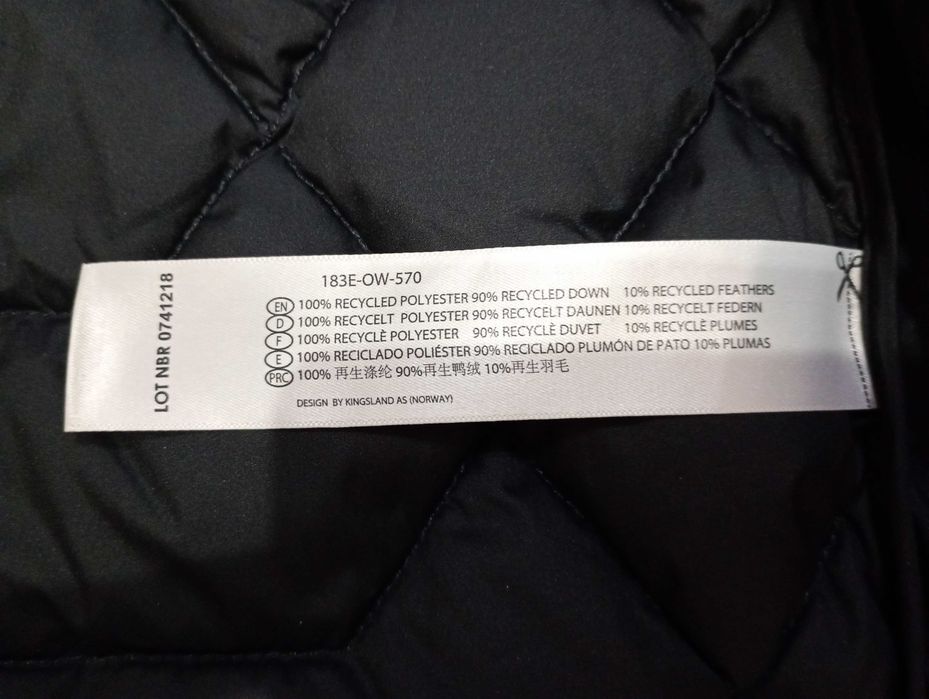 LOT NBR 0741218
183E-OW-570
EN 100% RECYCLED POLYESTER 90% RECYCLED DOWN 10% RECYCLED FEATHERS
D 100% RECYCELT POLYESTER 90% RECYCELT DAUNEN 10% RECYCELT FEDERN
F 100% RECYCLÈ POLYESTER 90% RECYCLÈ DUVET 10% RECYCLÈ PLUMES
E 100% RECICLADO POLIÉSTER 90% RECICLADO PLUMÓN DE PATO 10% PLUMAS
PRC 100% 再生涤纶 90%再生鸭绒 10%再生羽毛
DESIGN BY KINGSLAND AS (NORWAY)